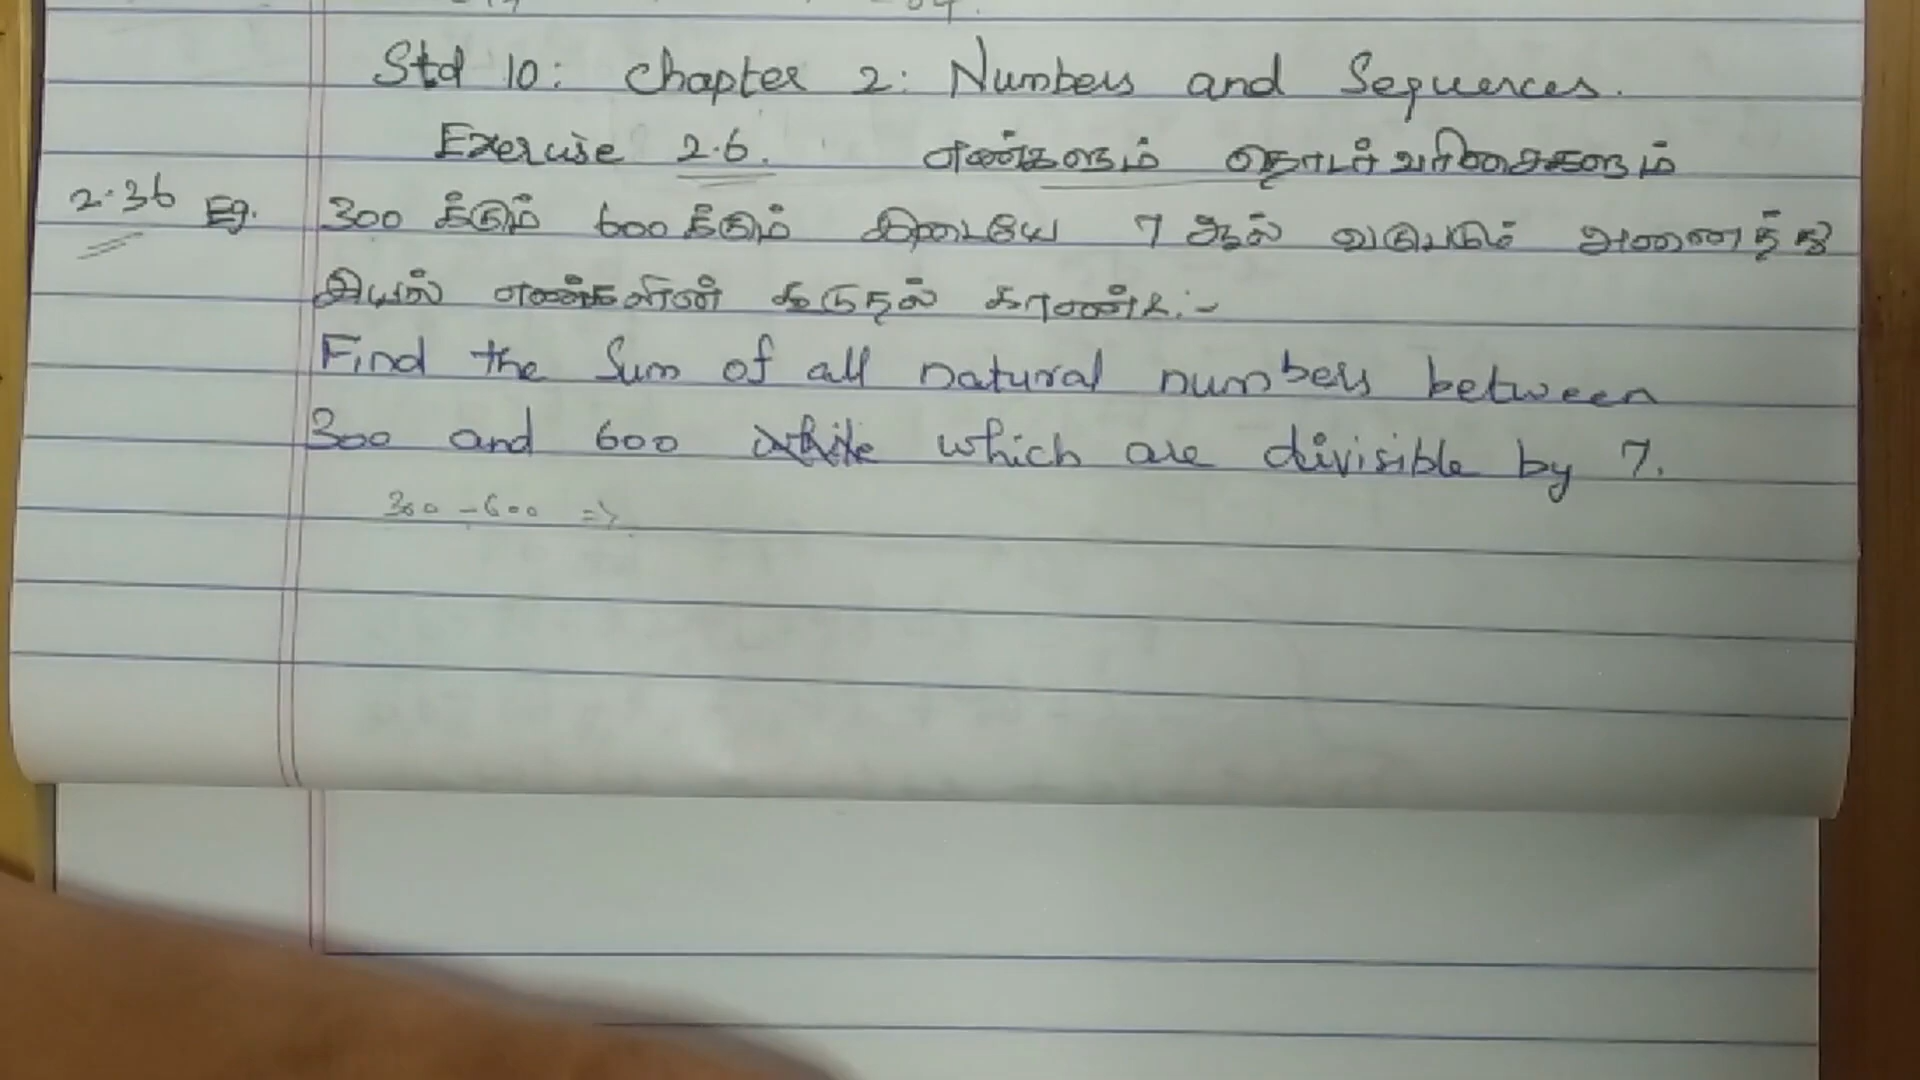 Std 10: Chapter 2: Numbers and Sequences.
Exercise 2.6. எண்களும் தொடர்வரிசைகளும்
2.36 Eg. 300 க்கும் 600 க்கும் இடையே 7 ஆல் வகுபடும் அனைத்து
இயல் எண்களின் கூடுதல் காண்க:-
Find the Sum of all natural numbers between
300 and 600 which are divisible by 7.
300 - 600 =>